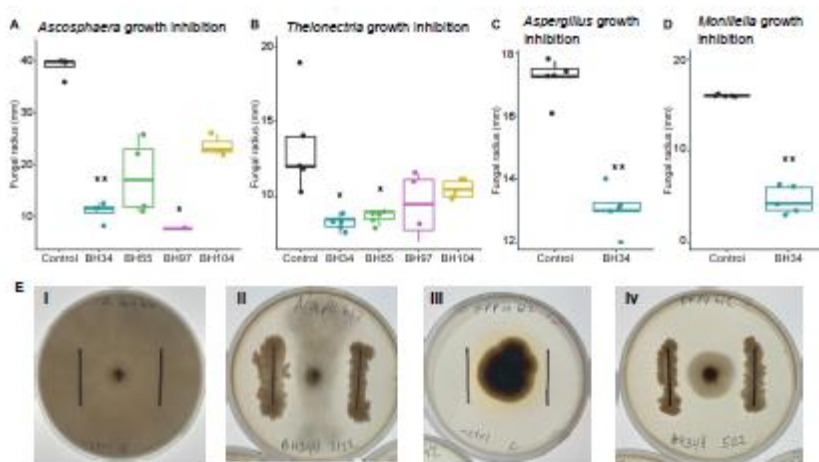 A Ascosphaera growth inhibition
Fungal radius (mm)
40
30
20
10
**
*
Control BH34 BH55 BH97 BH104
B Thelonectria growth inhibition
Fungal radius (mm)
20
15
10
*
*
Control BH34 BH55 BH97 BH104
C Aspergillus growth
inhibition
Fungal radius (mm)
18
16
14
12
**
Control BH34
D Moniliella growth
inhibition
Fungal radius (mm)
20
10
0
**
Control BH34
E
I
II
III
Iv